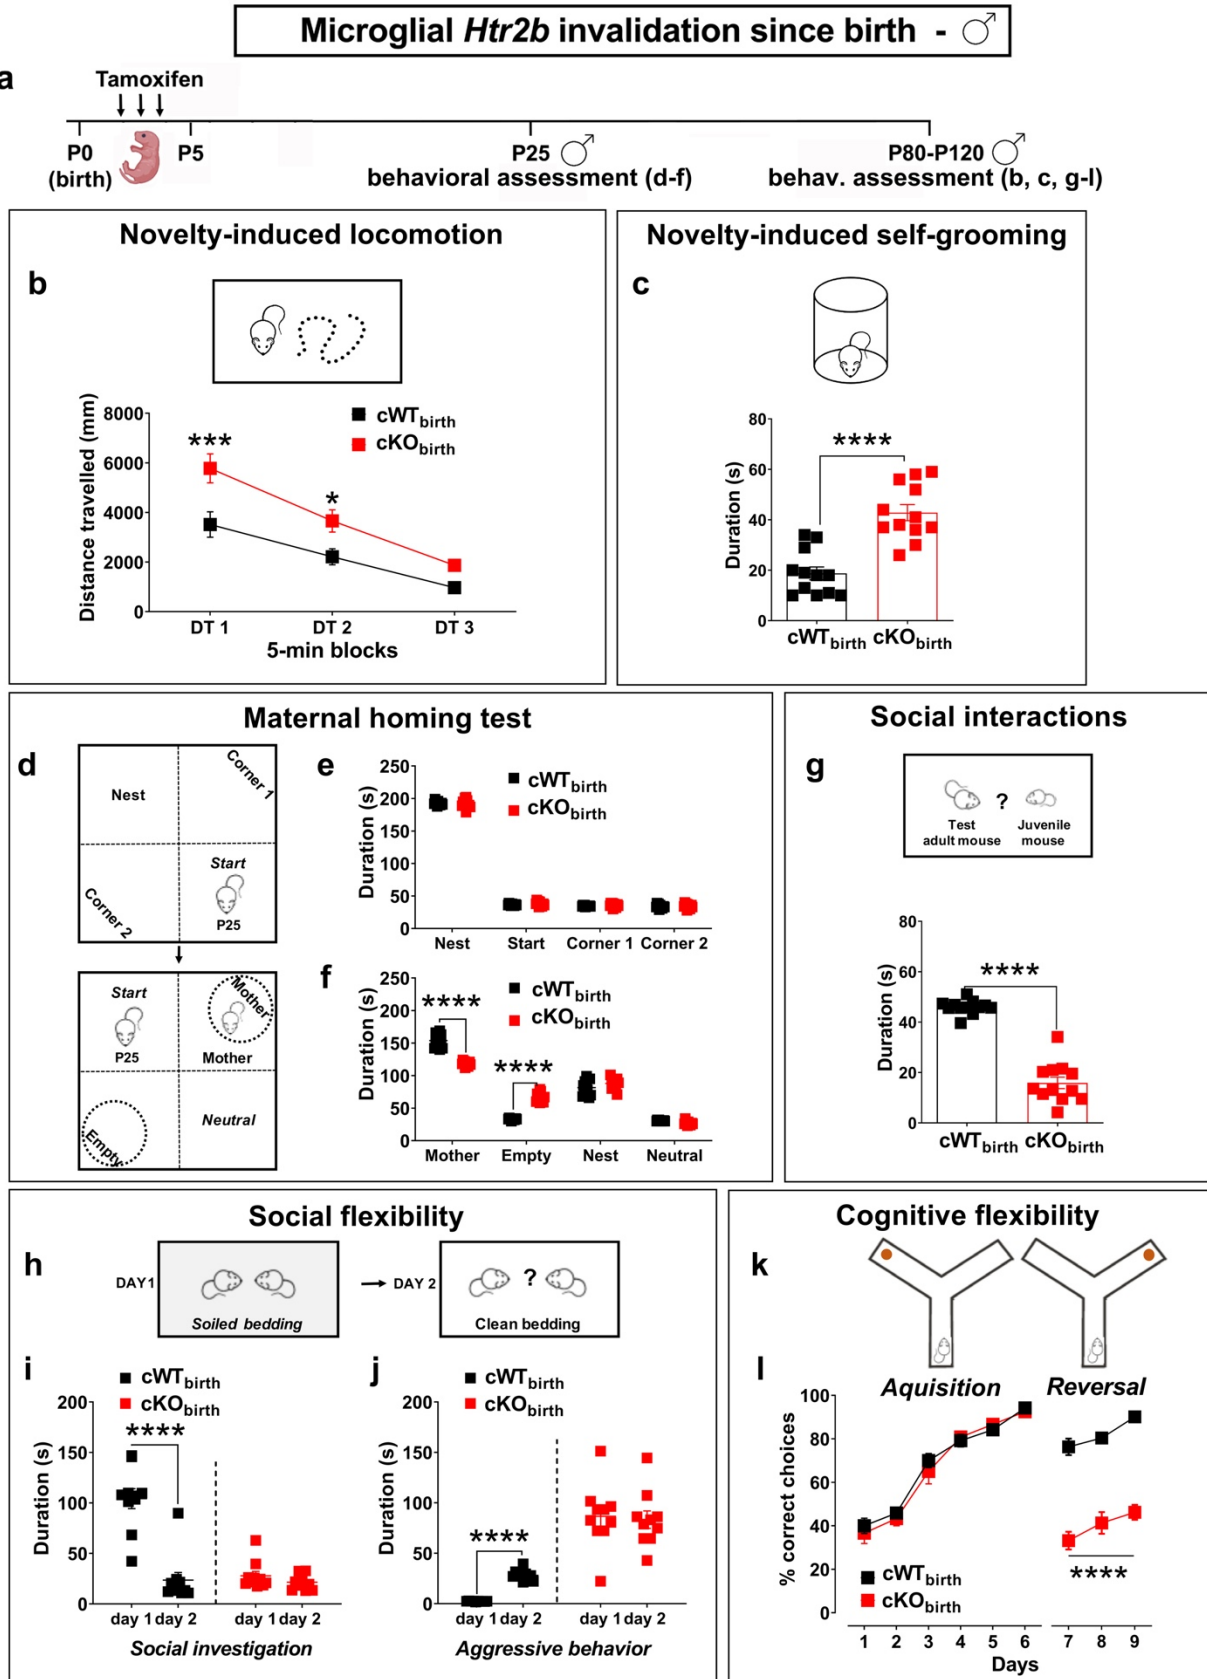 Microglial Htr2b invalidation since birth - ♂
a
Tamoxifen
P0
(birth)
P5
P25 ♂
behavioral assessment (d-f)
P80-P120 ♂
behav. assessment (b, c, g-l)
Novelty-induced locomotion
b
cWTbirth
cKObirth
Distance travelled (mm)
8000
6000
4000
2000
0
***
*
DT 1 DT 2 DT 3
5-min blocks
Novelty-induced self-grooming
c
Duration (s)
80
60
40
20
0
****
cWTbirth cKObirth
Maternal homing test
d
Nest
Corner 1
Corner 2
Start
P25
Start
P25
Mother
Mother
Empty
Neutral
e
cWTbirth
cKObirth
Duration (s)
250
200
150
100
50
0
Nest Start Corner 1 Corner 2
f
cWTbirth
cKObirth
Duration (s)
250
200
150
100
50
0
****
****
Mother Empty Nest Neutral
Social interactions
g
?
Test
adult mouse
Juvenile
mouse
Duration (s)
80
60
40
20
0
****
cWTbirth cKObirth
Social flexibility
h
DAY1
Soiled bedding
DAY 2
?
Clean bedding
i
cWTbirth
cKObirth
Duration (s)
200
150
100
50
0
****
day 1 day 2 day 1 day 2
Social investigation
j
cWTbirth
cKObirth
Duration (s)
200
150
100
50
0
****
day 1 day 2 day 1 day 2
Aggressive behavior
Cognitive flexibility
k
l
Aquisition Reversal
% correct choices
100
80
60
40
20
0
cWTbirth
cKObirth
****
1 2 3 4 5 6 7 8 9
Days